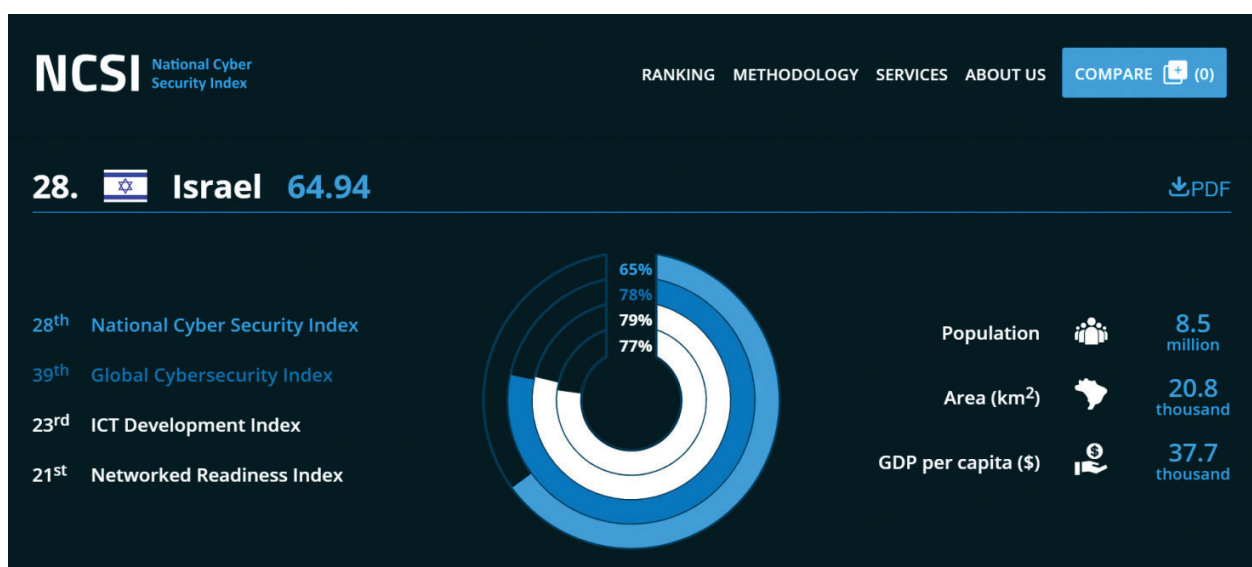 NCSI National Cyber
Security Index
RANKING METHODOLOGY SERVICES ABOUT US COMPARE (0)
28. Israel 64.94
PDF
65%
78%
79%
77%
28th National Cyber Security Index
39th Global Cybersecurity Index
23rd ICT Development Index
21st Networked Readiness Index
Population 8.5
million
Area (km²) 20.8
thousand
GDP per capita ($) 37.7
thousand